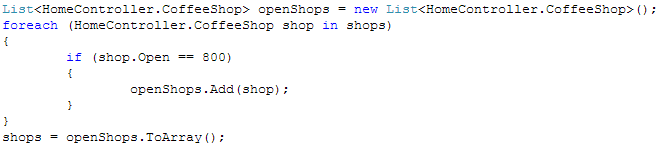 List<HomeController.CoffeeShop> openShops = new List<HomeController.CoffeeShop>();
foreach (HomeController.CoffeeShop shop in shops)
{
        if (shop.Open == 800)
        {
                openShops.Add(shop);
        }
}
shops = openShops.ToArray();